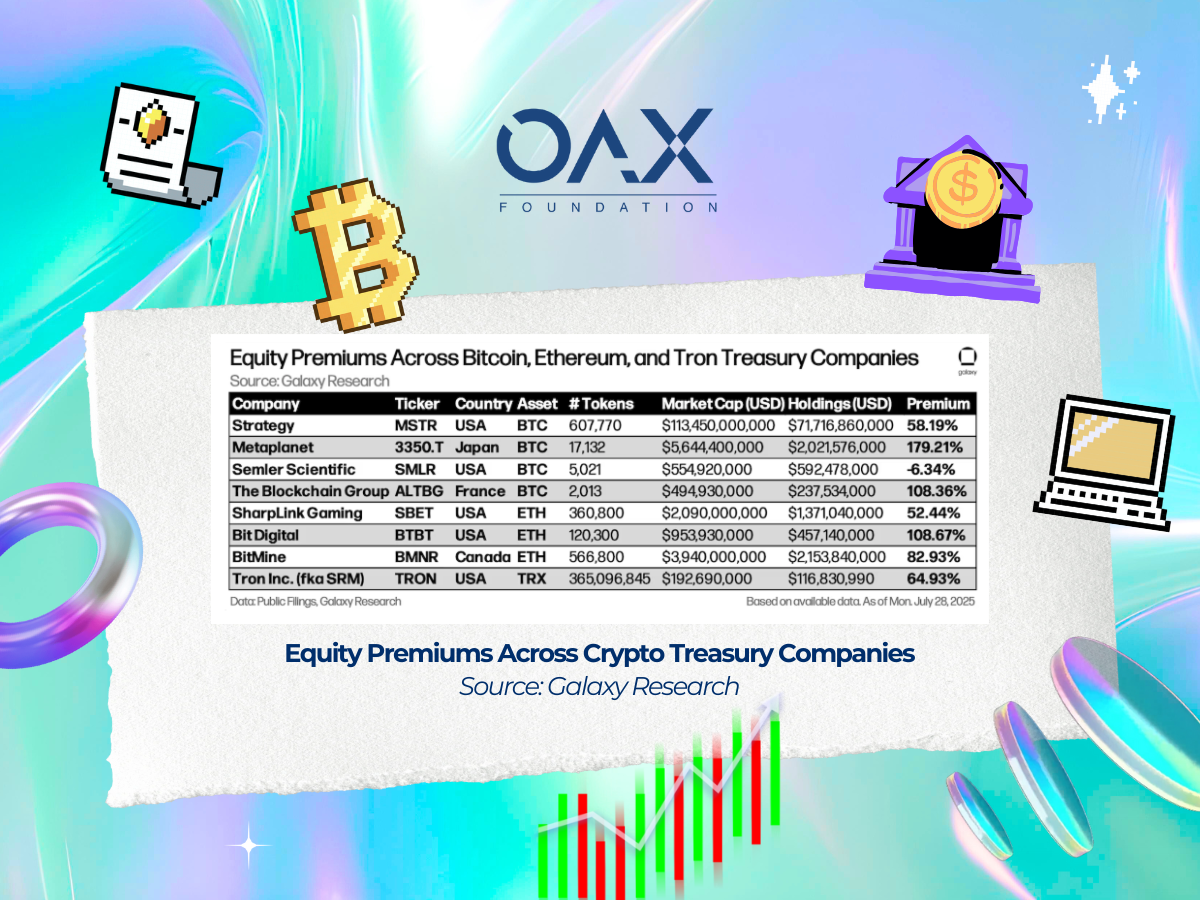 OAX
FOUNDATION
Equity Premiums Across Bitcoin, Ethereum, and Tron Treasury Companies
galaxy
Source: Galaxy Research
Company Ticker Country Asset # Tokens Market Cap (USD) Holdings (USD) Premium
Strategy MSTR USA BTC 607,770 $113,450,000,000 $71,716,860,000 58.19%
Metaplanet 3350.T Japan BTC 17,132 $5,644,400,000 $2,021,576,000 179.21%
Semler Scientific SMLR USA BTC 5,021 $554,920,000 $592,478,000 -6.34%
The Blockchain Group ALTBG France BTC 2,013 $494,930,000 $237,534,000 108.36%
SharpLink Gaming SBET USA ETH 360,800 $2,090,000,000 $1,371,040,000 52.44%
Bit Digital BTBT USA ETH 120,300 $953,930,000 $457,140,000 108.67%
BitMine BMNR Canada ETH 566,800 $3,940,000,000 $2,153,840,000 82.93%
Tron Inc. (fka SRM) TRON USA TRX 365,096,845 $192,690,000 $116,830,990 64.93%
Data: Public Filings, Galaxy Research Based on available data. As of Mon. July 28, 2025
Equity Premiums Across Crypto Treasury Companies
Source: Galaxy Research